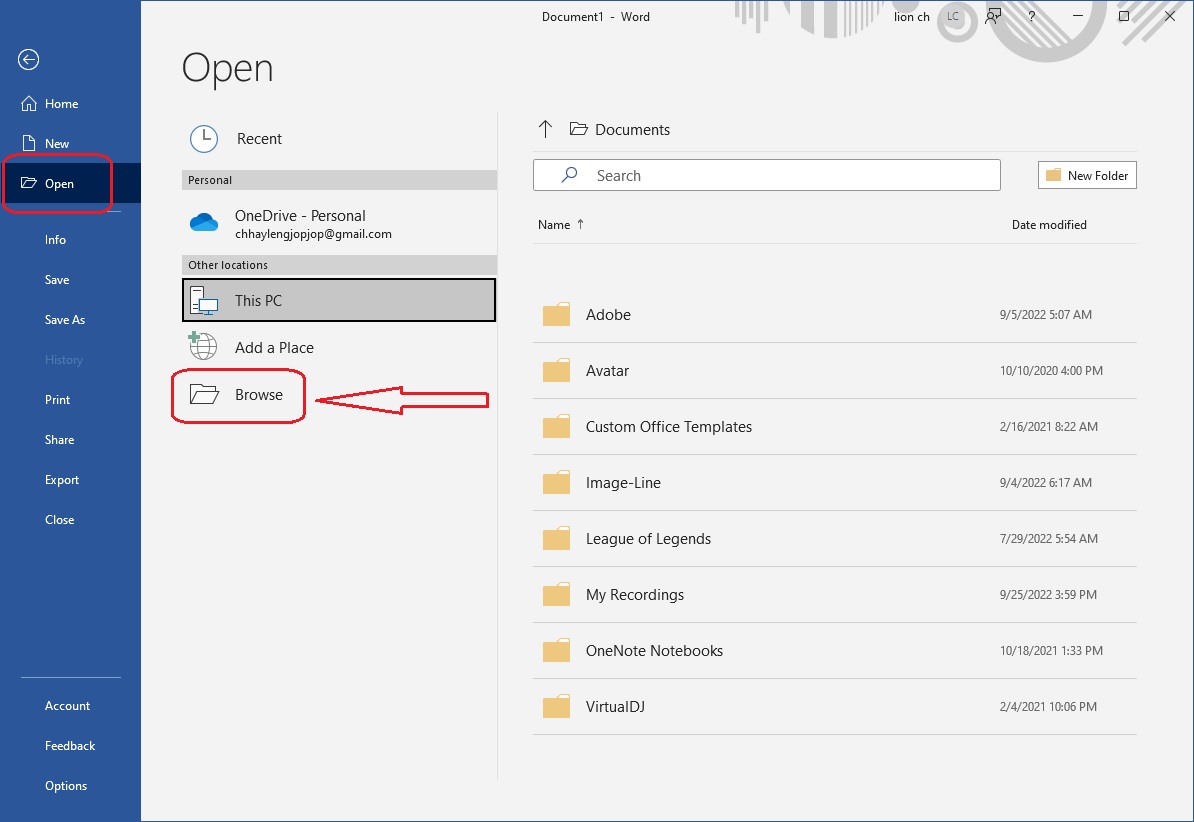 Document1 - Word
lion ch
LC
?
Home
New
Open
Info
Save
Save As
History
Print
Share
Export
Close
Account
Feedback
Options
Open
Recent
Personal
OneDrive - Personal
chhaylengjopjop@gmail.com
Other locations
This PC
Add a Place
Browse
Documents
Search
New Folder
Name
Date modified
Adobe 9/5/2022 5:07 AM
Avatar 10/10/2020 4:00 PM
Custom Office Templates 2/16/2021 8:22 AM
Image-Line 9/4/2022 6:17 AM
League of Legends 7/29/2022 5:54 AM
My Recordings 9/25/2022 3:59 PM
OneNote Notebooks 10/18/2021 1:33 PM
VirtualDJ 2/4/2021 10:06 PM